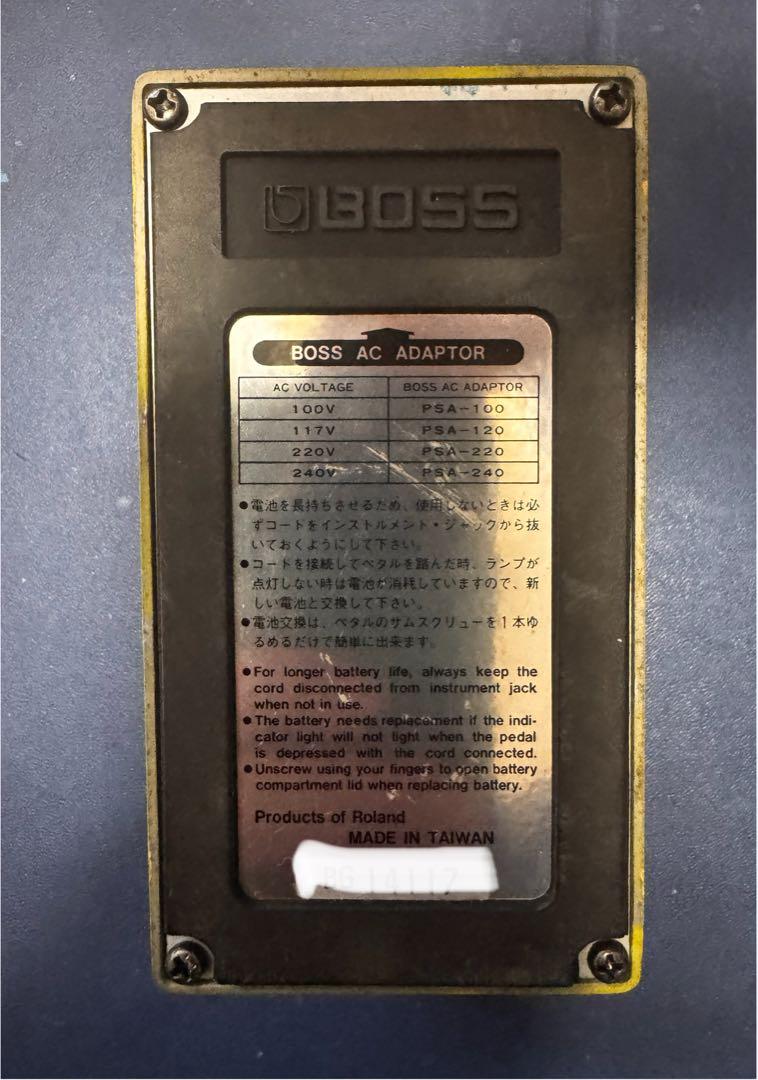 BOSS
BOSS AC ADAPTOR
AC VOLTAGE BOSS AC ADAPTOR
100V PSA-100
117V PSA-120
220V PSA-220
240V PSA-240
●電池を長持ちさせるため、使用しないときは必
ずコードをインストルメント・ジャックから抜
いておくようにして下さい。
●コードを接続してペタルを踏んだ時、ランプが
点灯しない時は電池が消耗していますので、新
しい電池と交換して下さい。
●電池交換は、ペタルのサムスクリューを1本ゆ
るめるだけで簡単に出来ます。
●For longer battery life, always keep the
cord disconnected from instrument jack
when not in use.
●The battery needs replacement if the indi-
cator light will not light when the pedal
is depressed with the cord connected.
●Unscrew using your fingers to open battery
compartment lid when replacing battery.
Products of Roland
MADE IN TAIWAN